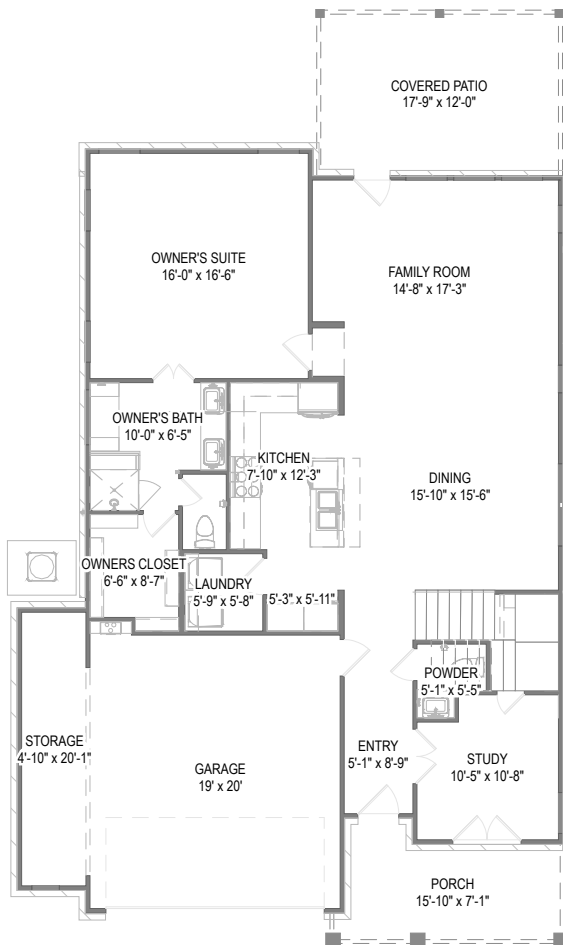 COVERED PATIO
17'-9" x 12'-0"
OWNER'S SUITE
16'-0" x 16'-6"
FAMILY ROOM
14'-8" x 17'-3"
OWNER'S BATH
10'-0" x 6'-5"
KITCHEN
7'-10" x 12'-3"
DINING
15'-10" x 15'-6"
OWNERS CLOSET
6'-6" x 8'-7"
LAUNDRY
5'-9" x 5'-8"
5'-3" x 5'-11"
POWDER
5'-1" x 5'-5"
STORAGE
4'-10" x 20'-1"
GARAGE
19' x 20'
ENTRY
5'-1" x 8'-9"
STUDY
10'-5" x 10'-8"
PORCH
15'-10" x 7'-1"